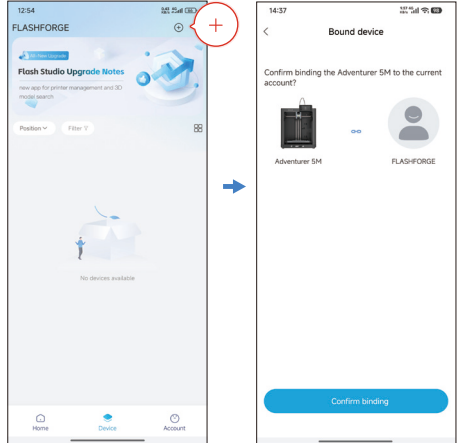 12:54
FLASHFORGE
New Upgrade
Flash Studio Upgrade Notes
new app for printer management and 3D
model search
Position
Filter
No devices available
Home
Device
Account
14:37
Bound device
Confirm binding the Adventurer 5M to the current
account?
Adventurer 5M
FLASHFORGE
Confirm binding